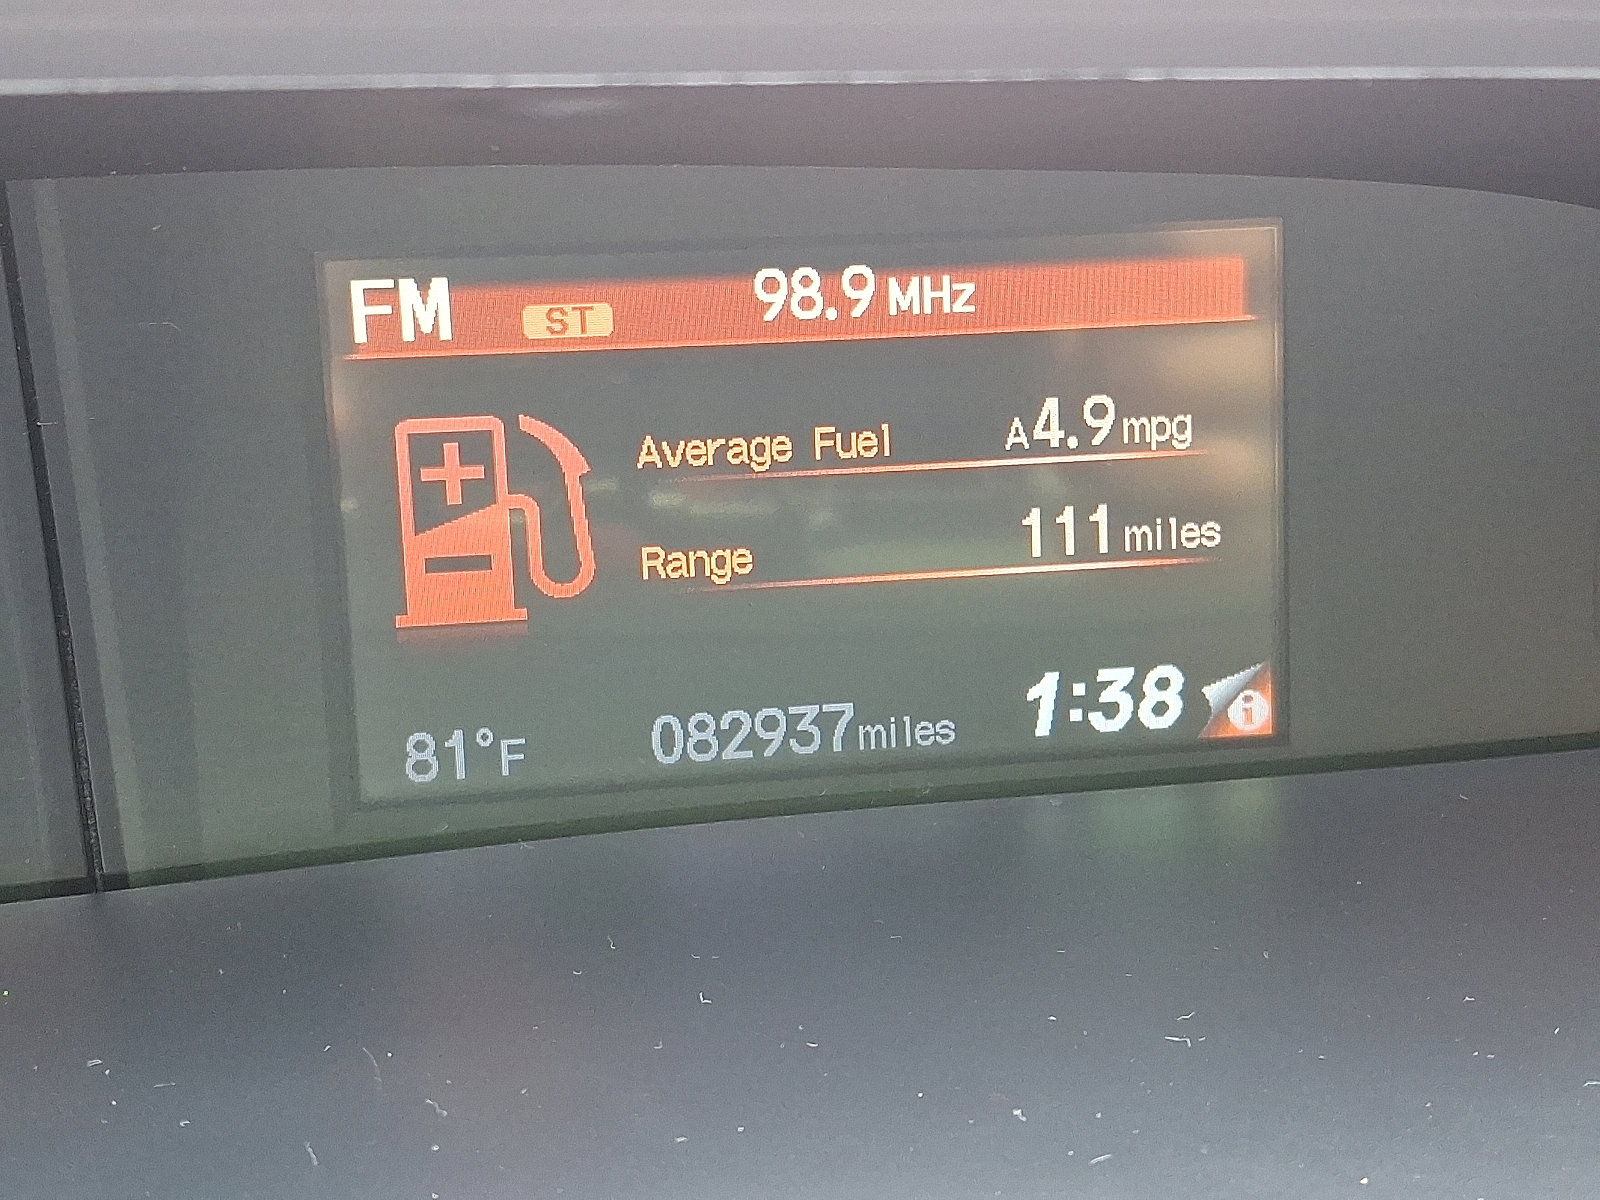 FM ST 98.9 MHz
Average Fuel A4.9 mpg
Range 111 miles
81°F 082937 miles 1:38 i